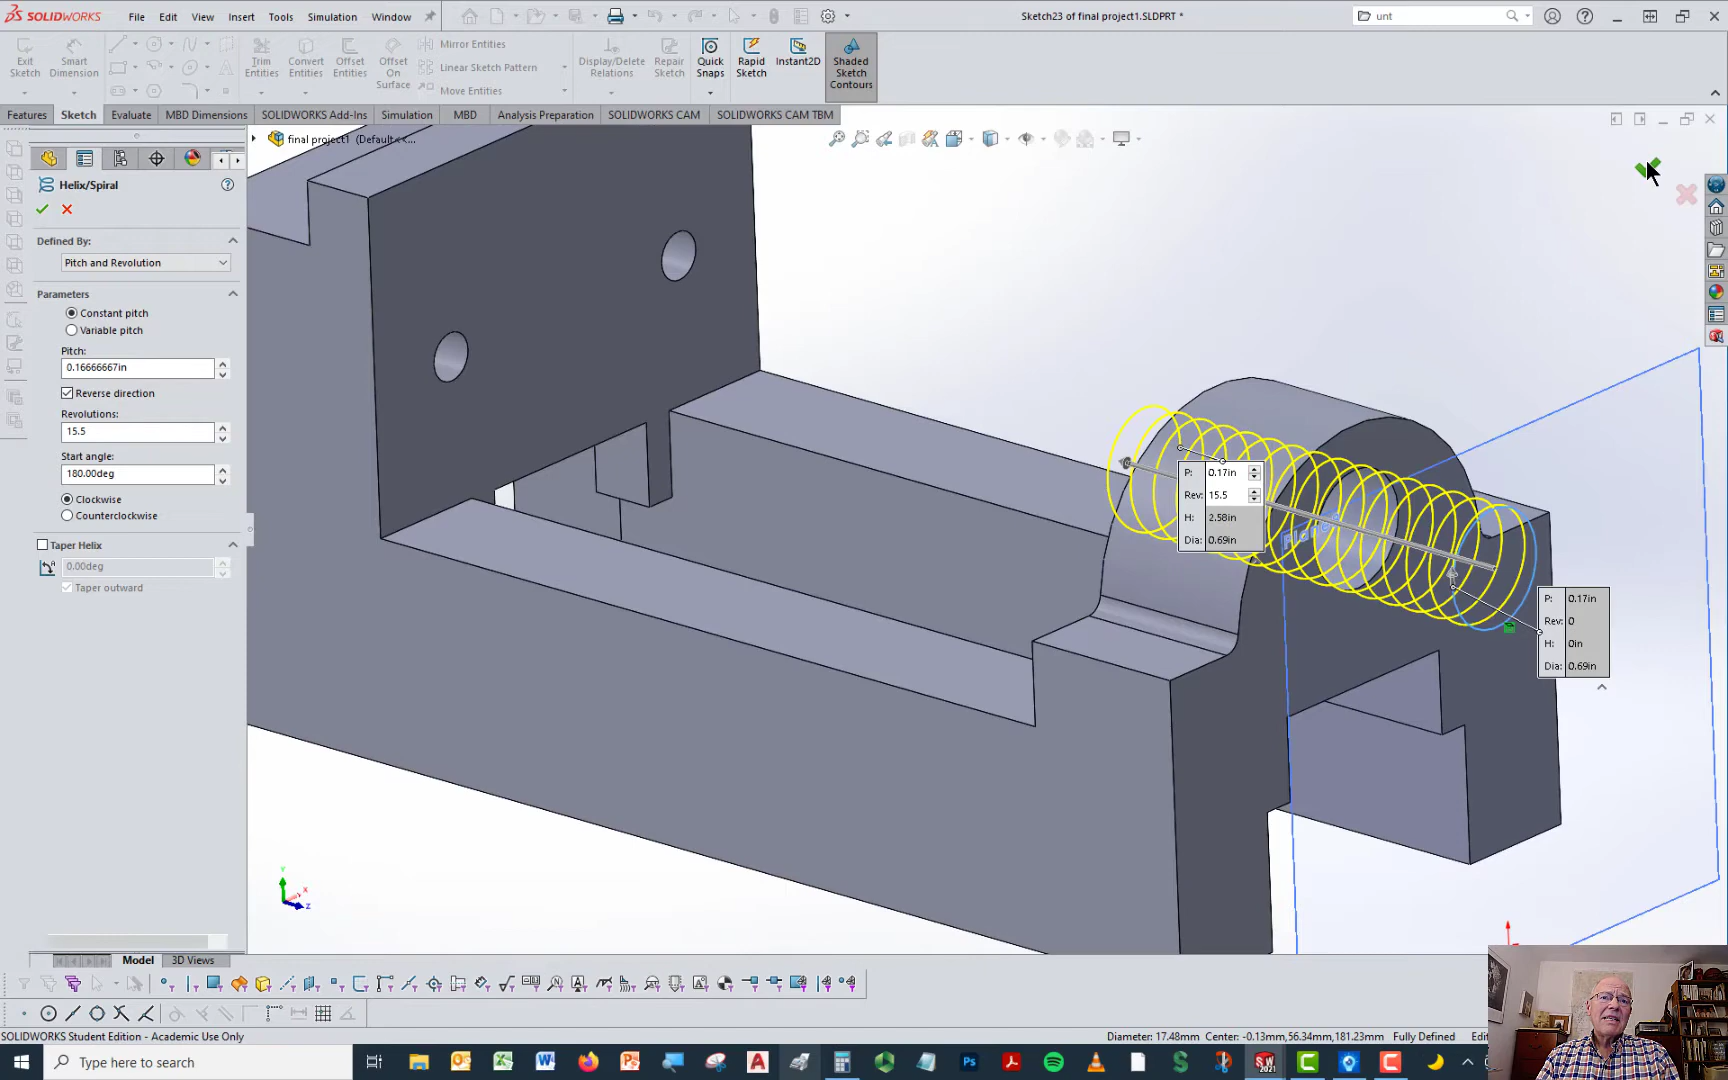 SOLIDWORKS File Edit View Insert Tools Simulation Window
Sketch23 of final project1.SLDPRT *
unt
Exit Sketch
Smart Dimension
Trim Entities
Convert Entities
Offset Entities
Offset On Surface
Mirror Entities
Linear Sketch Pattern
Move Entities
Display/Delete Relations
Repair Sketch
Quick Snaps
Rapid Sketch
Instant2D
Shaded Sketch Contours
Features Sketch Evaluate MBD Dimensions SOLIDWORKS Add-Ins Simulation MBD Analysis Preparation SOLIDWORKS CAM SOLIDWORKS CAM TBM
final project1 (Default<<...
Helix/Spiral
Defined By:
Pitch and Revolution
Parameters
Constant pitch
Variable pitch
Pitch:
0.16666667in
Reverse direction
Revolutions:
15.5
Start angle:
180.00deg
Clockwise
Counterclockwise
Taper Helix
0.00deg
Taper outward
P: 0.17in
Rev: 15.5
H: 2.58in
Dia: 0.69in
P: 0.17in
Rev: 0
H: 0in
Dia: 0.69in
Y
X
Z
Model 3D Views
SOLIDWORKS Student Edition - Academic Use Only
Diameter: 17.48mm Center: -0.13mm,56.34mm,181.23mm Fully Defined
Type here to search